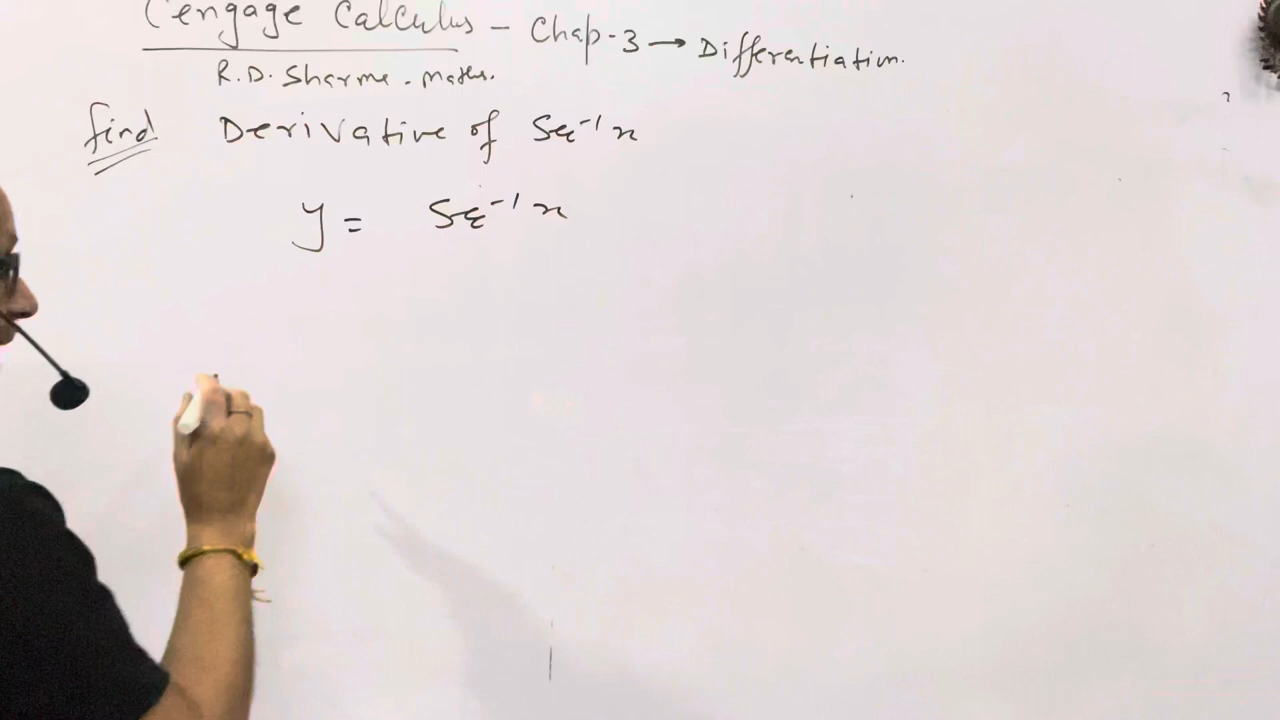 Cengage Calculus - Chap-3 → Differentiation.
R.D. Sharma. Maths.
find Derivative of Sec⁻¹x
y = Sec⁻¹x